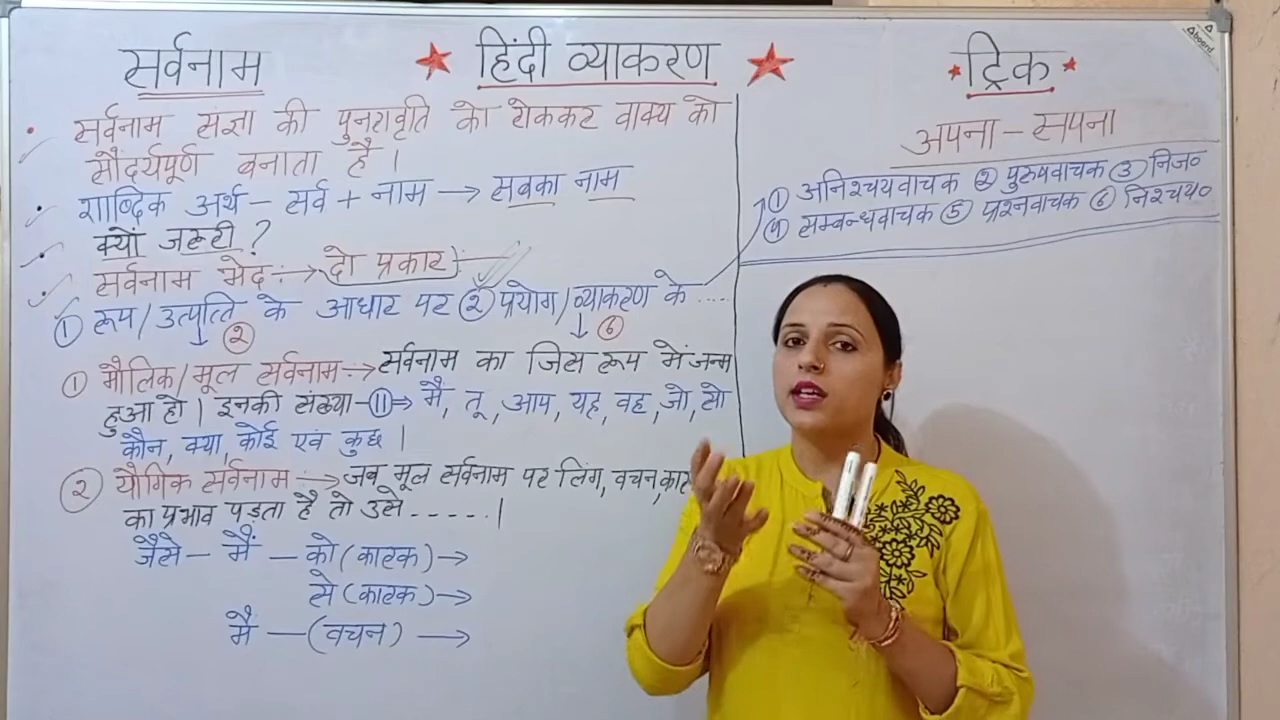 सर्वनाम
हिंदी व्याकरण
ट्रिक
सर्वनाम संज्ञा की पुनरावृति को रोककर वाक्य को
सौंदर्यपूर्ण बनाता है।
शाब्दिक अर्थ - सर्व + नाम → सबका नाम
क्यों जरूरी ?
सर्वनाम भेद :→ दो प्रकार
① रूप/उत्पत्ति के आधार पर ② प्रयोग/व्याकरण के ....
↓ ② ↓ ⑥
① मौलिक/मूल सर्वनाम :→ सर्वनाम का जिस रूप में जन्म
हुआ हो। इनकी संख्या - ⑪ ⇒ मैं, तू, आप, यह, वह, जो, सो
कौन, क्या, कोई एवं कुछ।
② यौगिक सर्वनाम :→ जब मूल सर्वनाम पर लिंग, वचन,
का प्रभाव पड़ता है तो उसे - - - - - ।
जैसे - मैं - को (कारक) →
से (कारक) →
मै - (वचन) →
अपना - सपना
① अनिश्चयवाचक ② पुरुषवाचक ③ निज०
④ सम्बन्धवाचक ⑤ प्रश्नवाचक ⑥ निश्चय०